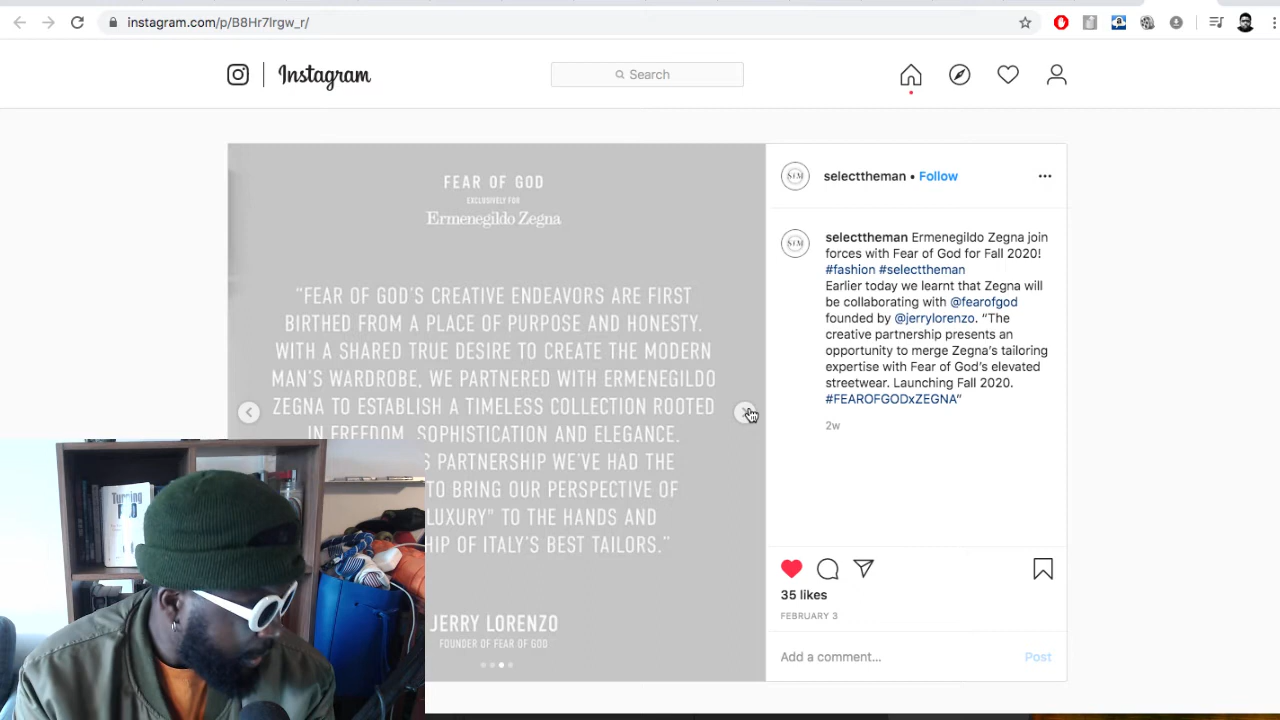 instagram.com/p/B8Hr7lrgw_r/
Instagram
Search
FEAR OF GOD
EXCLUSIVELY FOR
Ermenegildo Zegna
"FEAR OF GOD'S CREATIVE ENDEAVORS ARE FIRST
BIRTHED FROM A PLACE OF PURPOSE AND HONESTY.
WITH A SHARED TRUE DESIRE TO CREATE THE MODERN
MAN'S WARDROBE, WE PARTNERED WITH ERMENEGILDO
ZEGNA TO ESTABLISH A TIMELESS COLLECTION ROOTED
IN FREEDOM, SOPHISTICATION AND ELEGANCE.
PARTNERSHIP WE'VE HAD THE
TO BRING OUR PERSPECTIVE OF
LUXURY" TO THE HANDS AND
OF ITALY'S BEST TAILORS."
JERRY LORENZO
FOUNDER OF FEAR OF GOD
selecttheman • Follow
selecttheman Ermenegildo Zegna join
forces with Fear of God for Fall 2020!
#fashion #selecttheman
Earlier today we learnt that Zegna will
be collaborating with @fearofgod
founded by @jerrylorenzo. "The
creative partnership presents an
opportunity to merge Zegna's tailoring
expertise with Fear of God's elevated
streetwear. Launching Fall 2020.
#FEAROFGODxZEGNA"
2w
35 likes
FEBRUARY 3
Add a comment...
Post
Turning